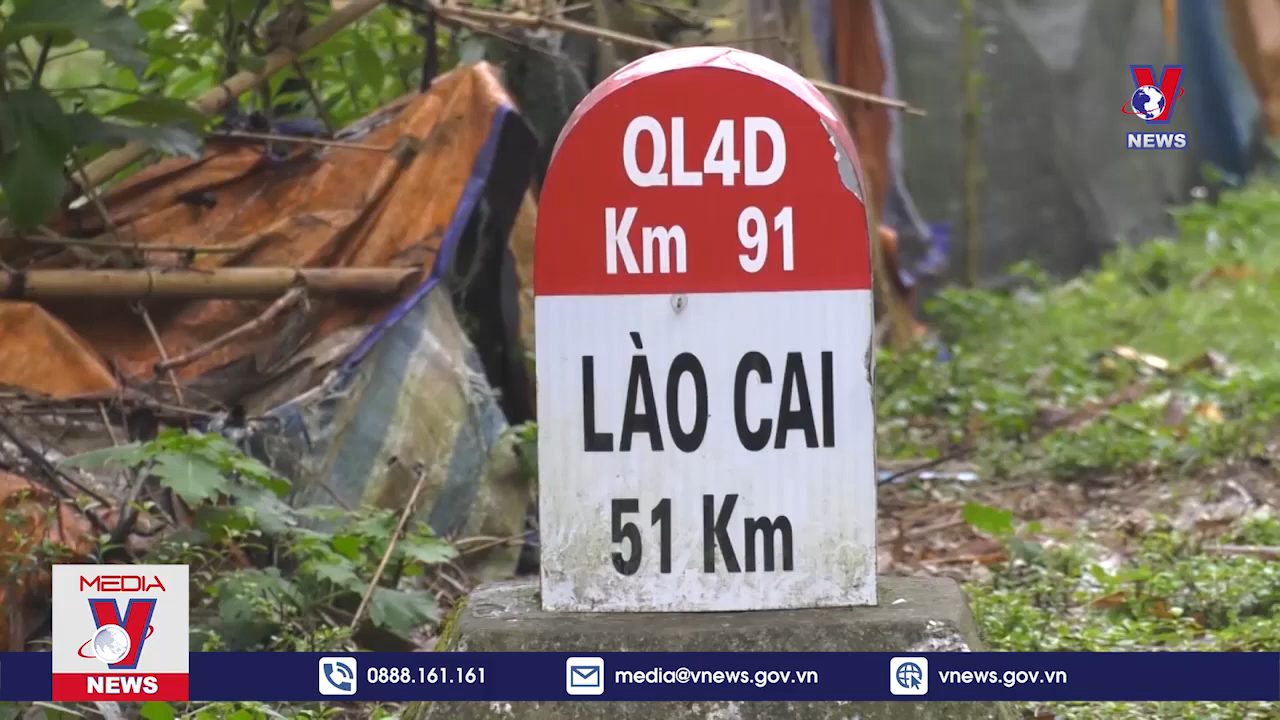 QL4D
Km 91
LÀO CAI
51 Km
V
NEWS
MEDIA
V
NEWS
0888.161.161
media@vnews.gov.vn
vnews.gov.vn